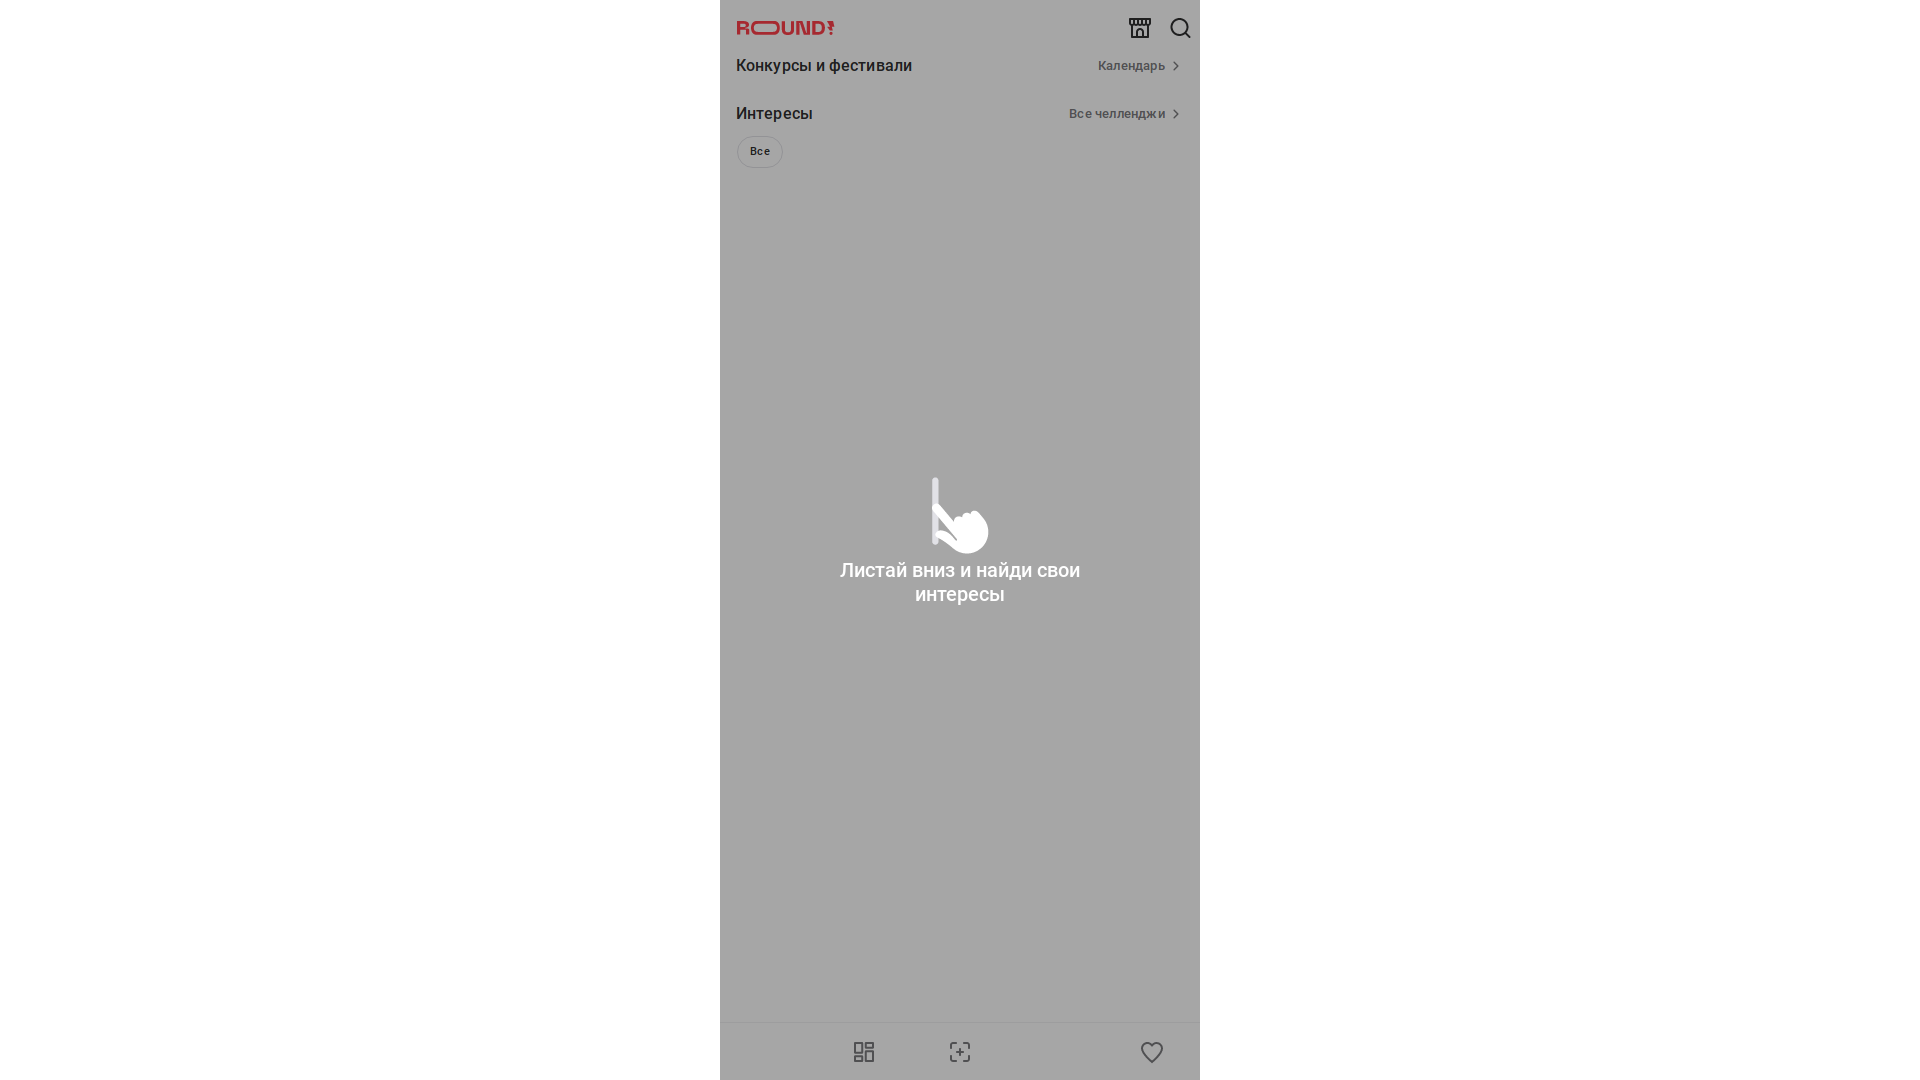 ROUND!
Конкурсы и фестивали
Календарь
Интересы
Все челленджи
Все
Листай вниз и найди свои
интересы